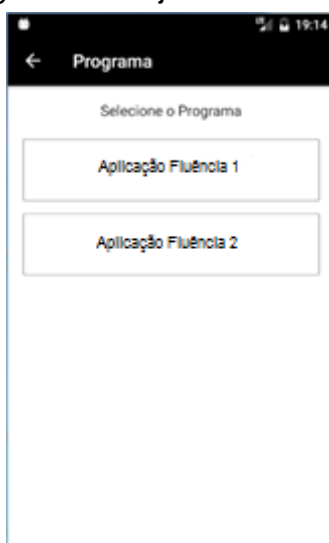 19:14
Programa
Selecione o Programa
Aplicação Fluência 1
Aplicação Fluência 2